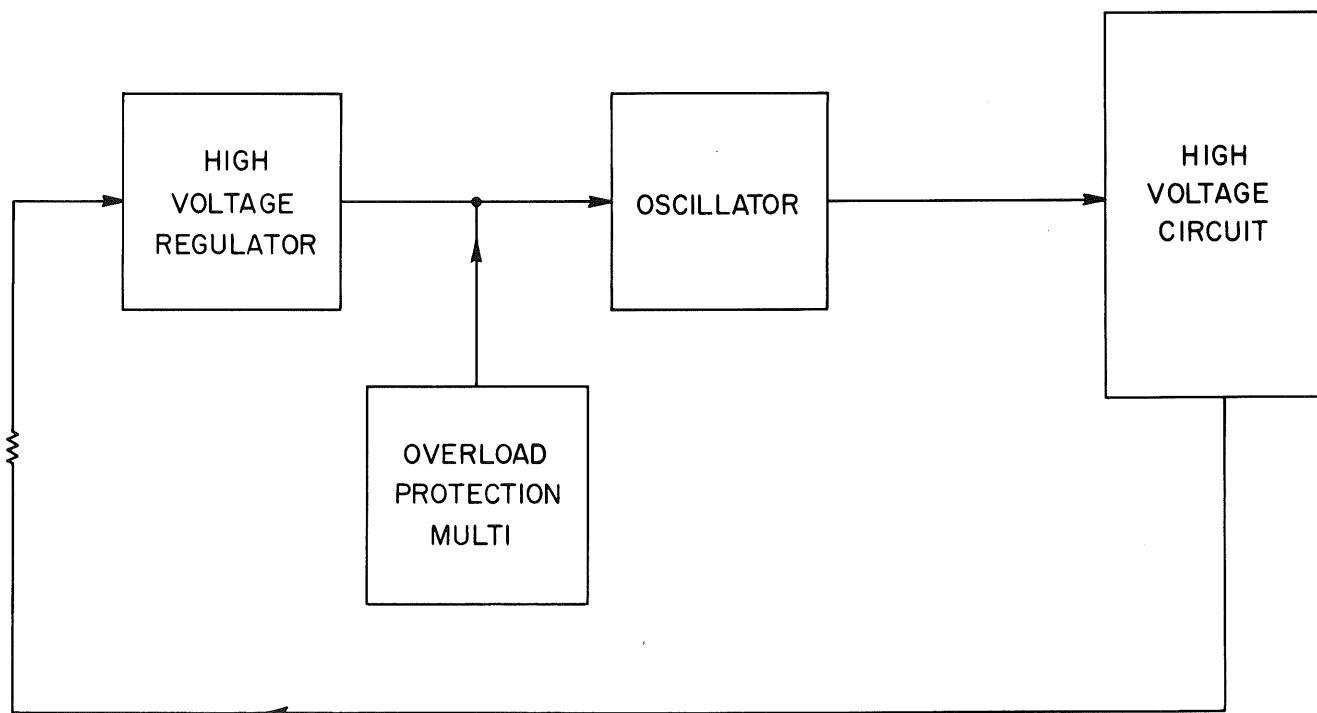 HIGH
VOLTAGE
REGULATOR
OSCILLATOR
HIGH
VOLTAGE
CIRCUIT
OVERLOAD
PROTECTION
MULTI